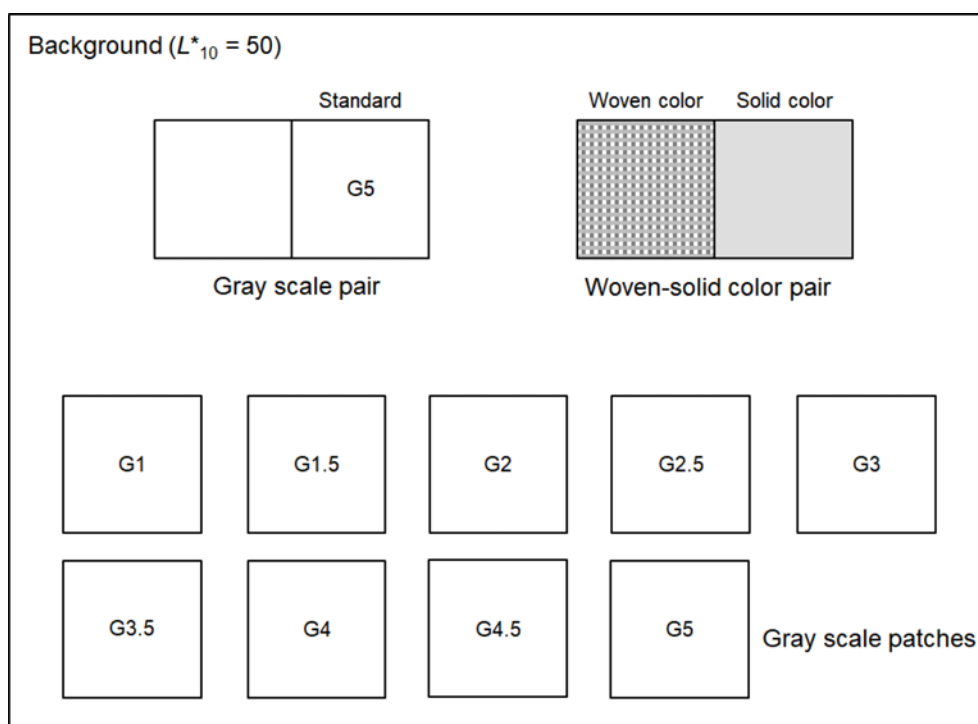 Background (L*10 = 50)
Standard
Woven color
Solid color
G5
Gray scale pair
Woven-solid color pair
G1
G1.5
G2
G2.5
G3
G3.5
G4
G4.5
G5
Gray scale patches